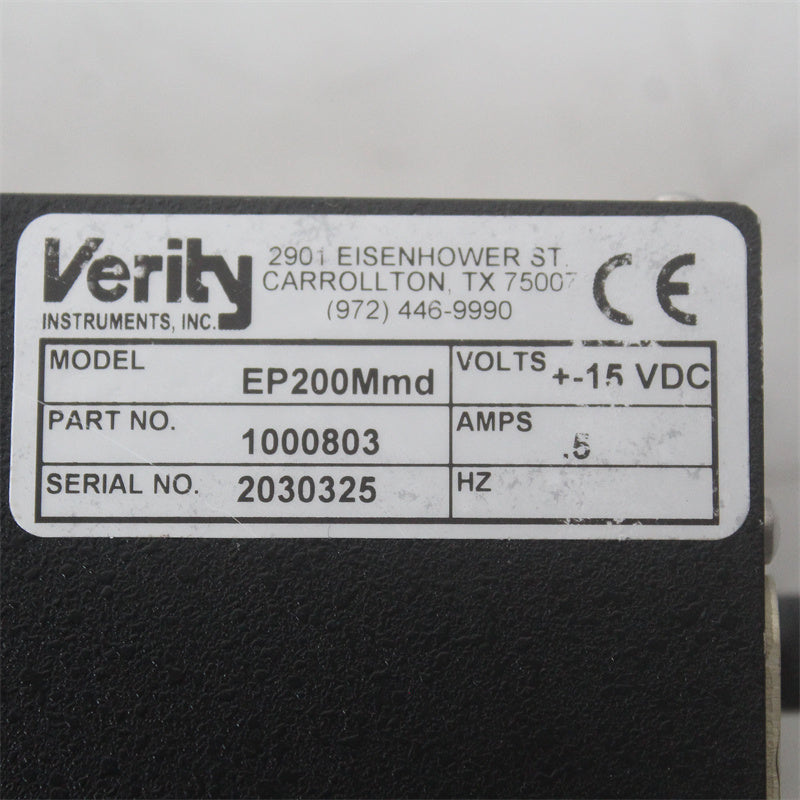 Verity
INSTRUMENTS, INC.
2901 EISENHOWER ST.
CARROLLTON, TX 75007
(972) 446-9990
CE
MODEL EP200Mmd
VOLTS +-15 VDC
PART NO. 1000803
AMPS .5
SERIAL NO. 2030325
HZ